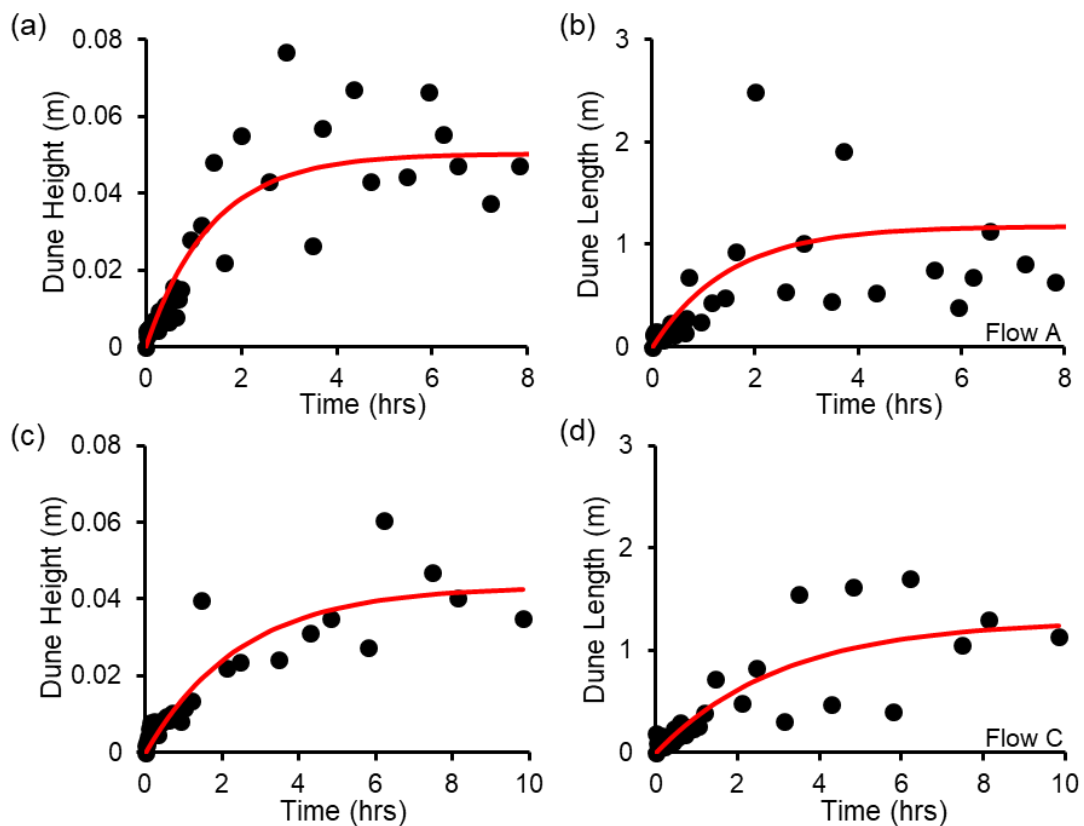 (a)
0.08
0.06
0.04
0.02
0
Dune Height (m)
0 2 4 6 8
Time (hrs)
(b)
3
2
1
0
Dune Length (m)
Flow A
0 2 4 6 8
Time (hrs)
(c)
0.08
0.06
0.04
0.02
0
Dune Height (m)
0 2 4 6 8 10
Time (hrs)
(d)
3
2
1
0
Dune Length (m)
Flow C
0 2 4 6 8 10
Time (hrs)